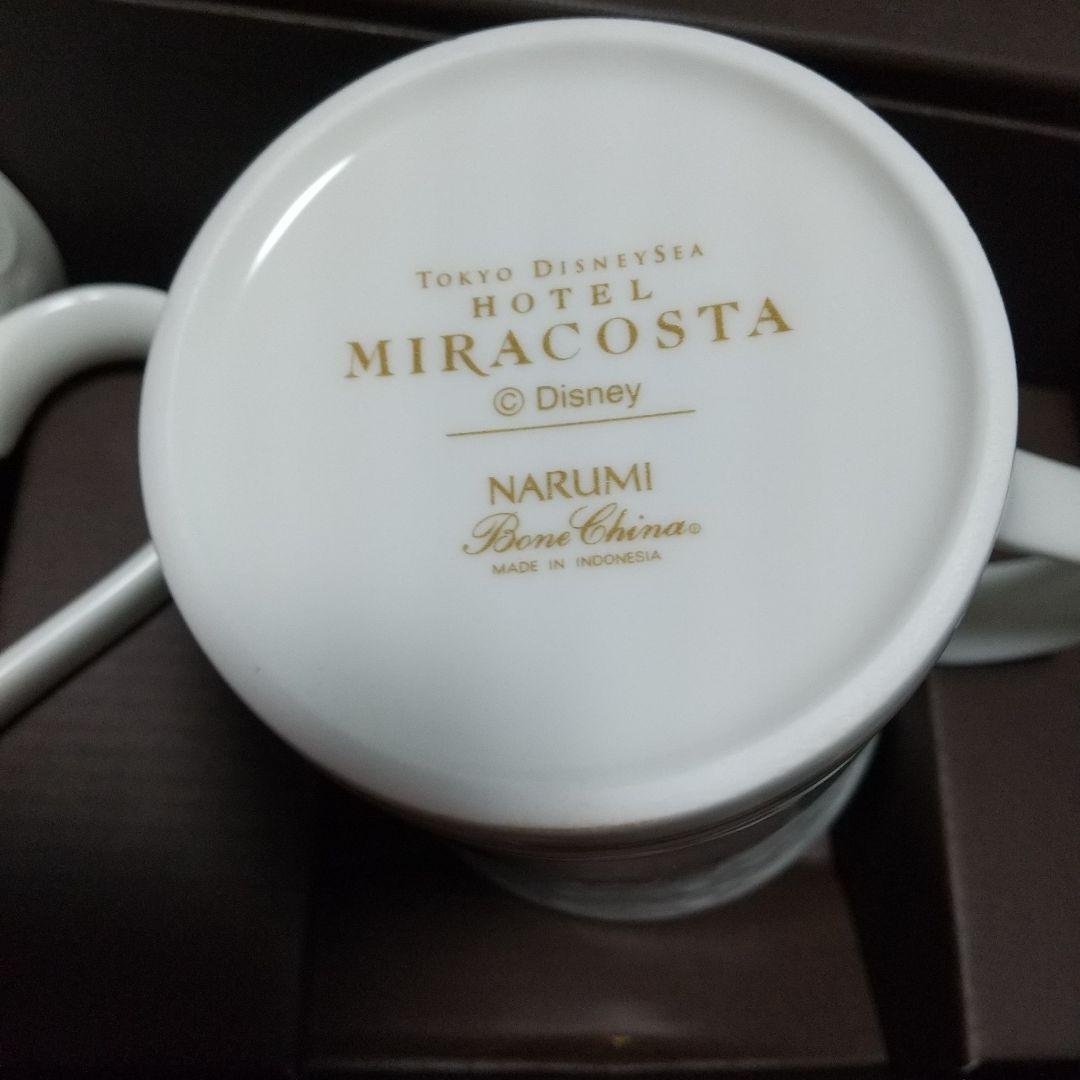 TOKYO DISNEYSEA
HOTEL
MIRACOSTA
© Disney
NARUMI
Bone China®
MADE IN INDONESIA